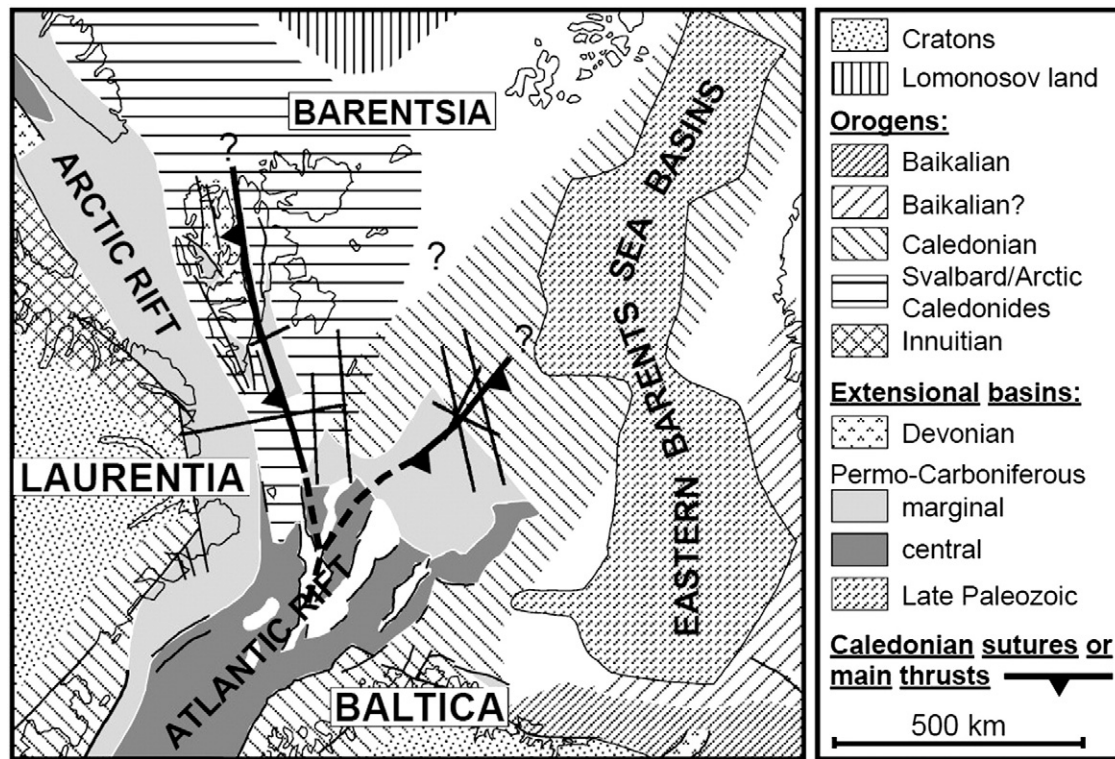 BARENTSIA
?
ARCTIC RIFT
?
?
LAURENTIA
ATLANTIC RIFT
BALTICA
EASTERN BARENTS SEA BASINS
Cratons
Lomonosov land
Orogens:
Baikalian
Baikalian?
Caledonian
Svalbard/Arctic
Caledonides
Innuitian
Extensional basins:
Devonian
Permo-Carboniferous
marginal
central
Late Paleozoic
Caledonian sutures or
main thrusts
500 km